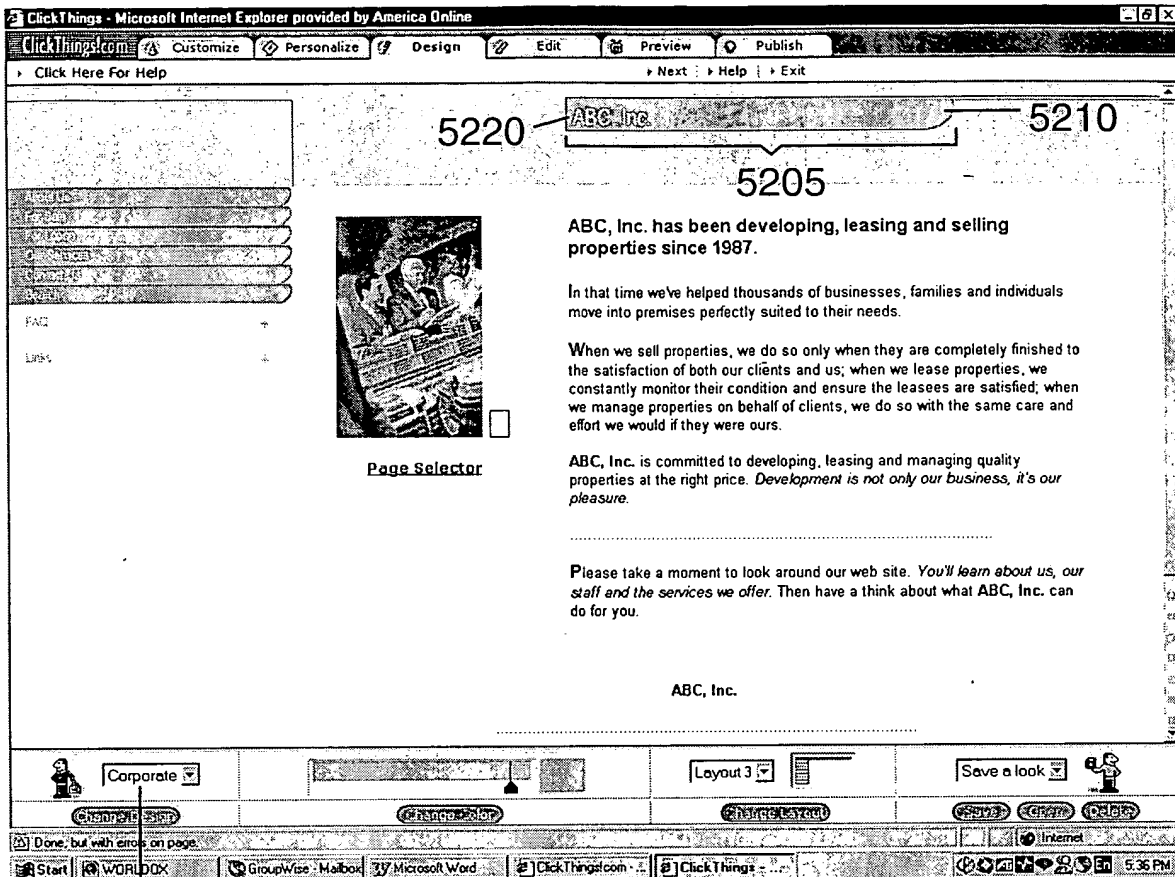 ClickThings - Microsoft Internet Explorer provided by America Online
ClickThings!com Customize Personalize Design Edit Preview Publish
Click Here For Help Next Help Exit
5220 ABC, Inc. 5210
5205
FAQ
Links
Page Selector
ABC, Inc. has been developing, leasing and selling
properties since 1987.
In that time we've helped thousands of businesses, families and individuals
move into premises perfectly suited to their needs.
When we sell properties, we do so only when they are completely finished to
the satisfaction of both our clients and us; when we lease properties, we
constantly monitor their condition and ensure the leasees are satisfied; when
we manage properties on behalf of clients, we do so with the same care and
effort we would if they were ours.
ABC, Inc. is committed to developing, leasing and managing quality
properties at the right price. Development is not only our business, it's our
pleasure.
Please take a moment to look around our web site. You'll learn about us, our
staff and the services we offer. Then have a think about what ABC, Inc. can
do for you.
ABC, Inc.
Corporate Layout 3 Save a look
Change Design Change Color Change Layout Save Open Delete
Done, but with errors on page. Internet
Start WORLDOX GroupWise - Mailbox Microsoft Word ClickThings!com - ... ClickThings - ... En 5:36 PM